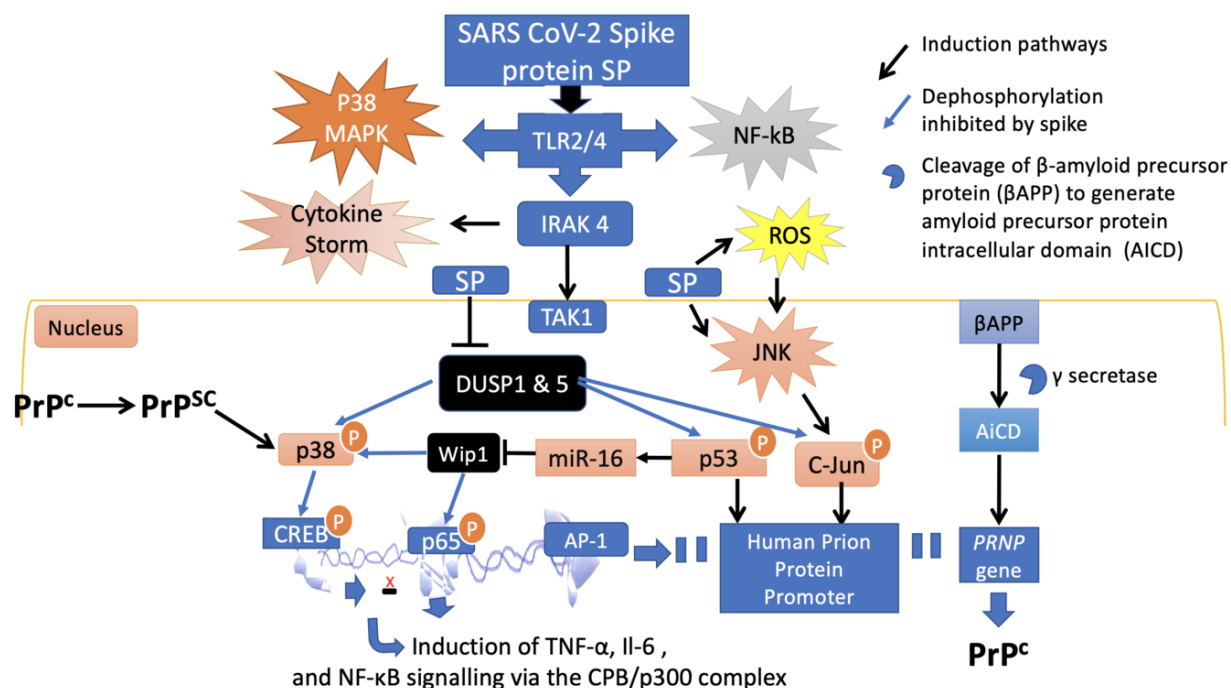 SARS CoV-2 Spike
protein SP
P38
MAPK
TLR2/4
NF-kB
Cytokine
Storm
IRAK 4
ROS
SP
SP
TAK1
JNK
Induction pathways
Dephosphorylation
inhibited by spike
Cleavage of β-amyloid precursor
protein (βAPP) to generate
amyloid precursor protein
intracellular domain (AICD)
Nucleus
βAPP
DUSP1 & 5
γ secretase
PrPᶜ
PrPˢᶜ
AiCD
p38
P
Wip1
miR-16
p53
P
C-Jun
P
CREB
P
p65
P
AP-1
X
Human Prion
Protein
Promoter
PRNP
gene
Induction of TNF-α, Il-6 ,
and NF-κB signalling via the CPB/p300 complex
PrPᶜ